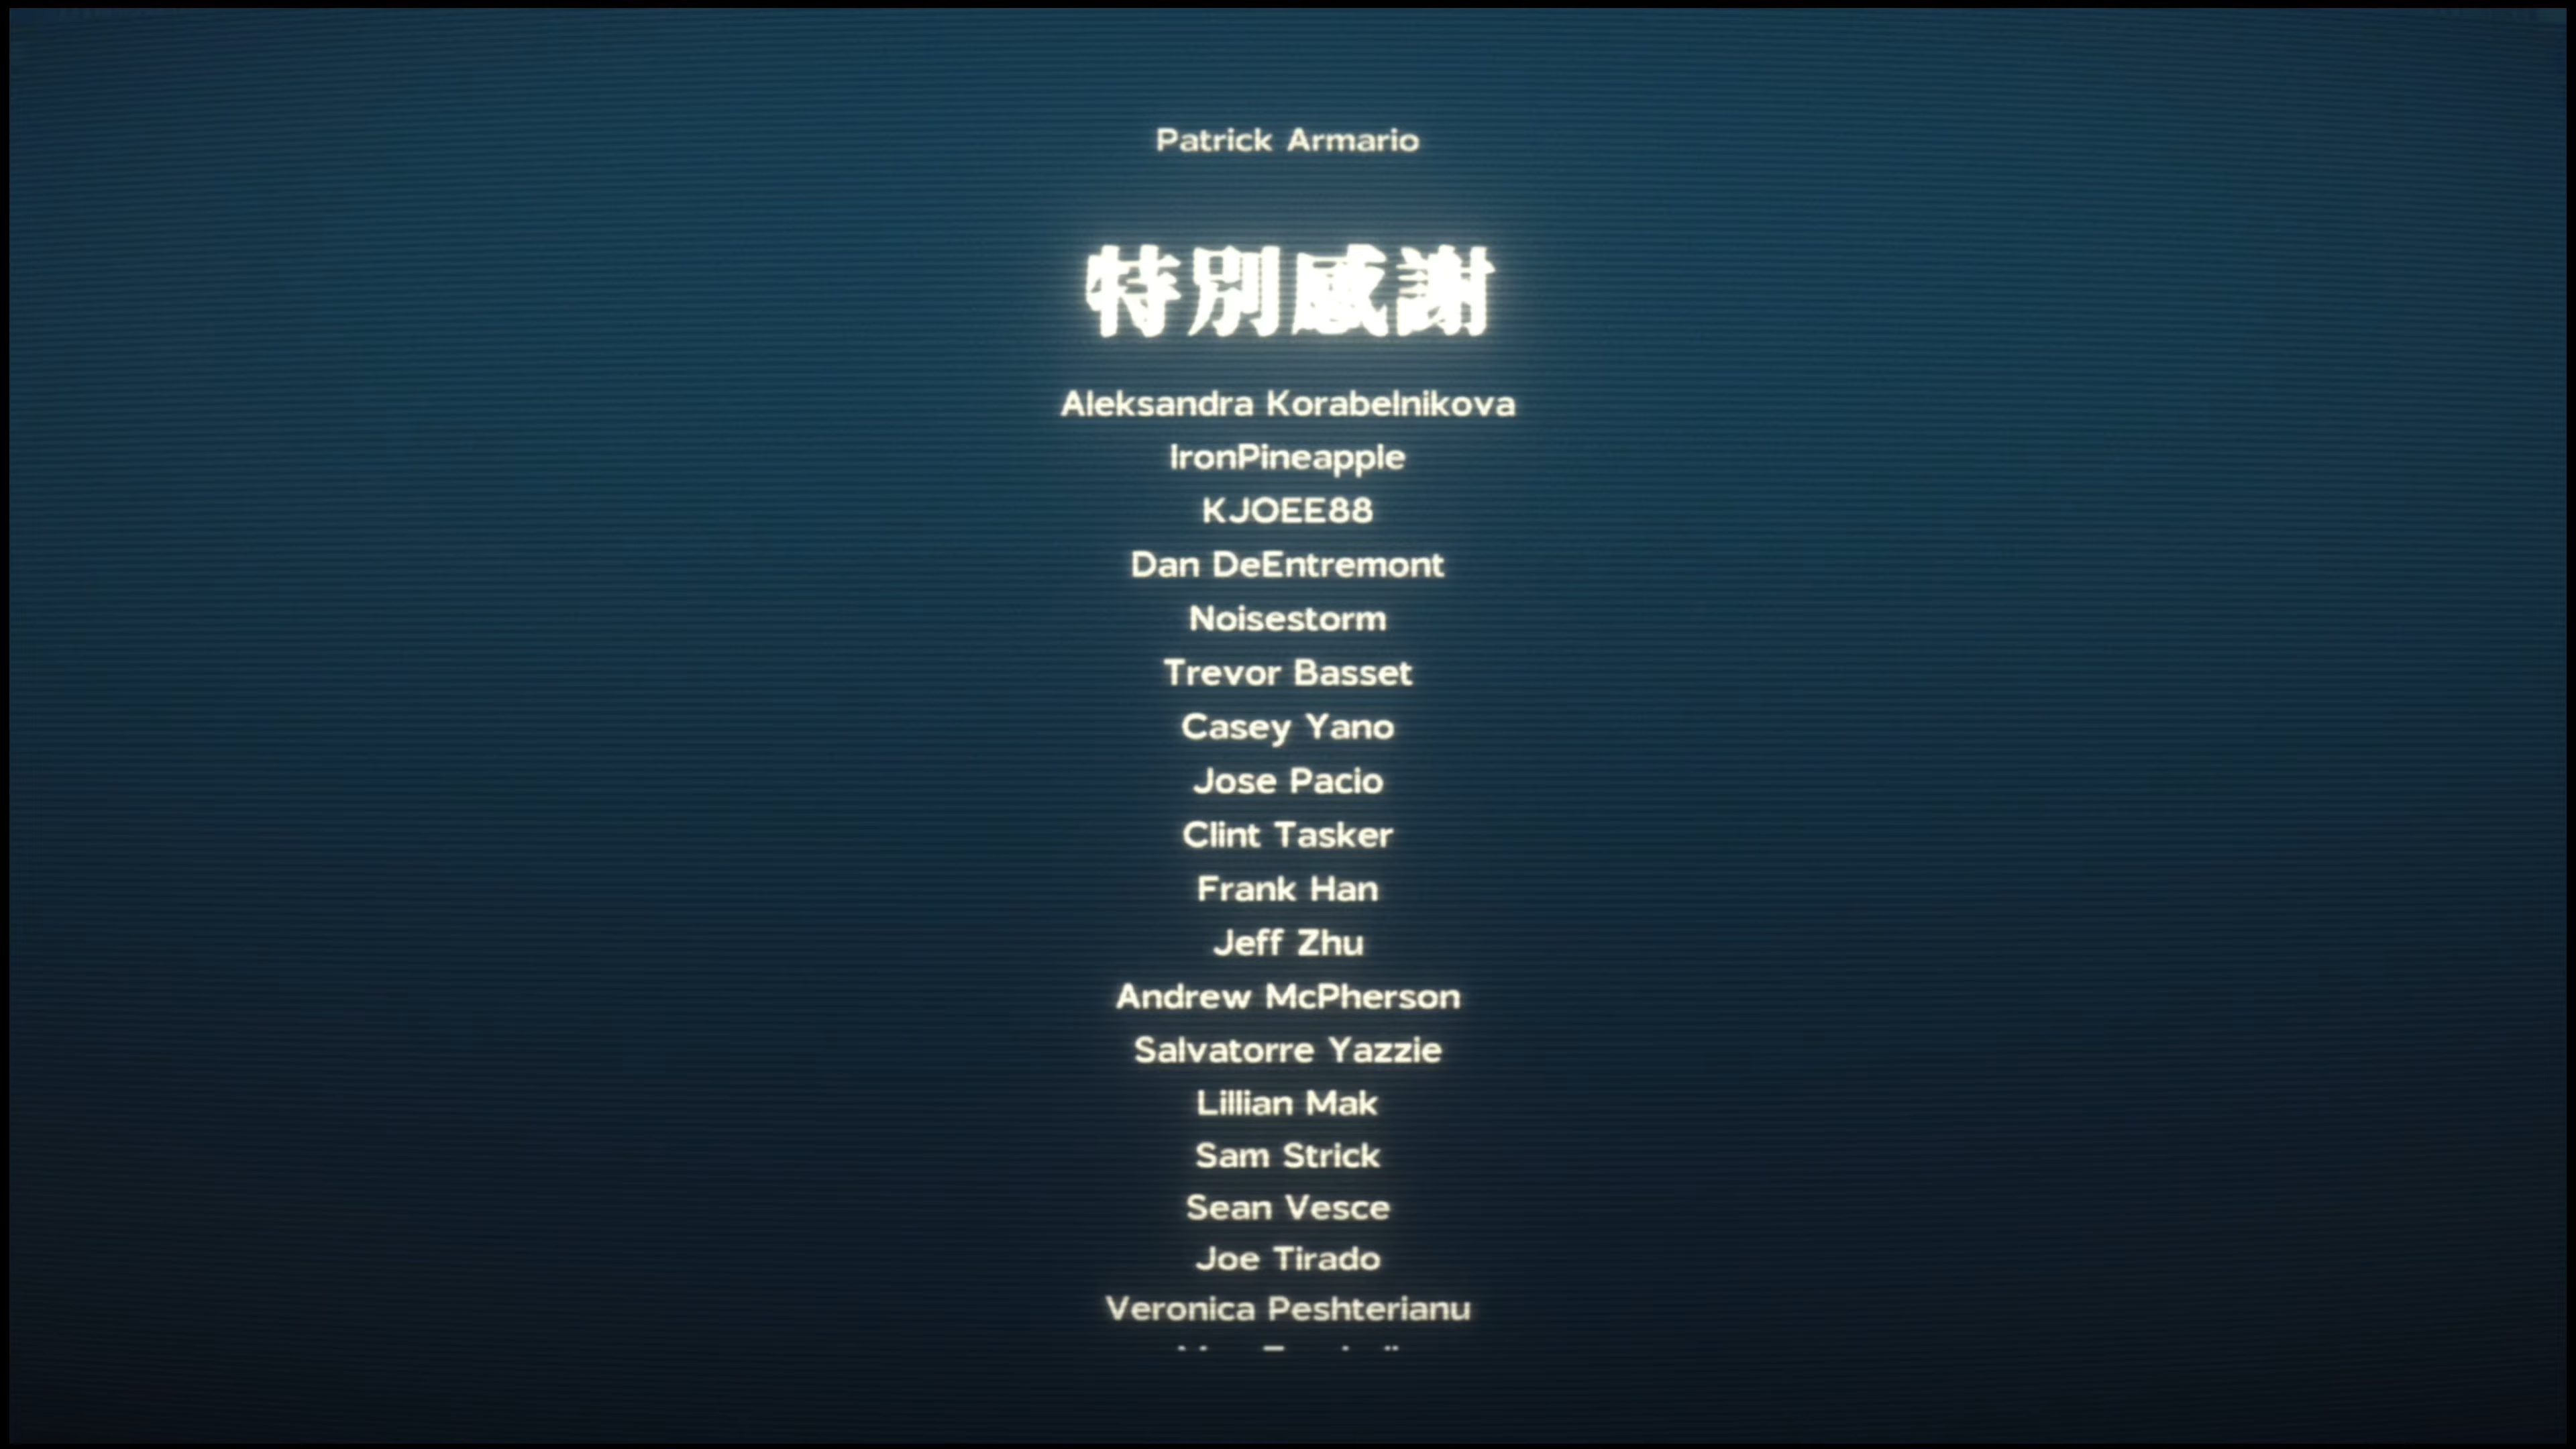 Patrick Armario
特別感謝
Aleksandra Korabelnikova
IronPineapple
KJOEE88
Dan DeEntremont
Noisestorm
Trevor Basset
Casey Yano
Jose Pacio
Clint Tasker
Frank Han
Jeff Zhu
Andrew McPherson
Salvatorre Yazzie
Lillian Mak
Sam Strick
Sean Vesce
Joe Tirado
Veronica Peshterianu